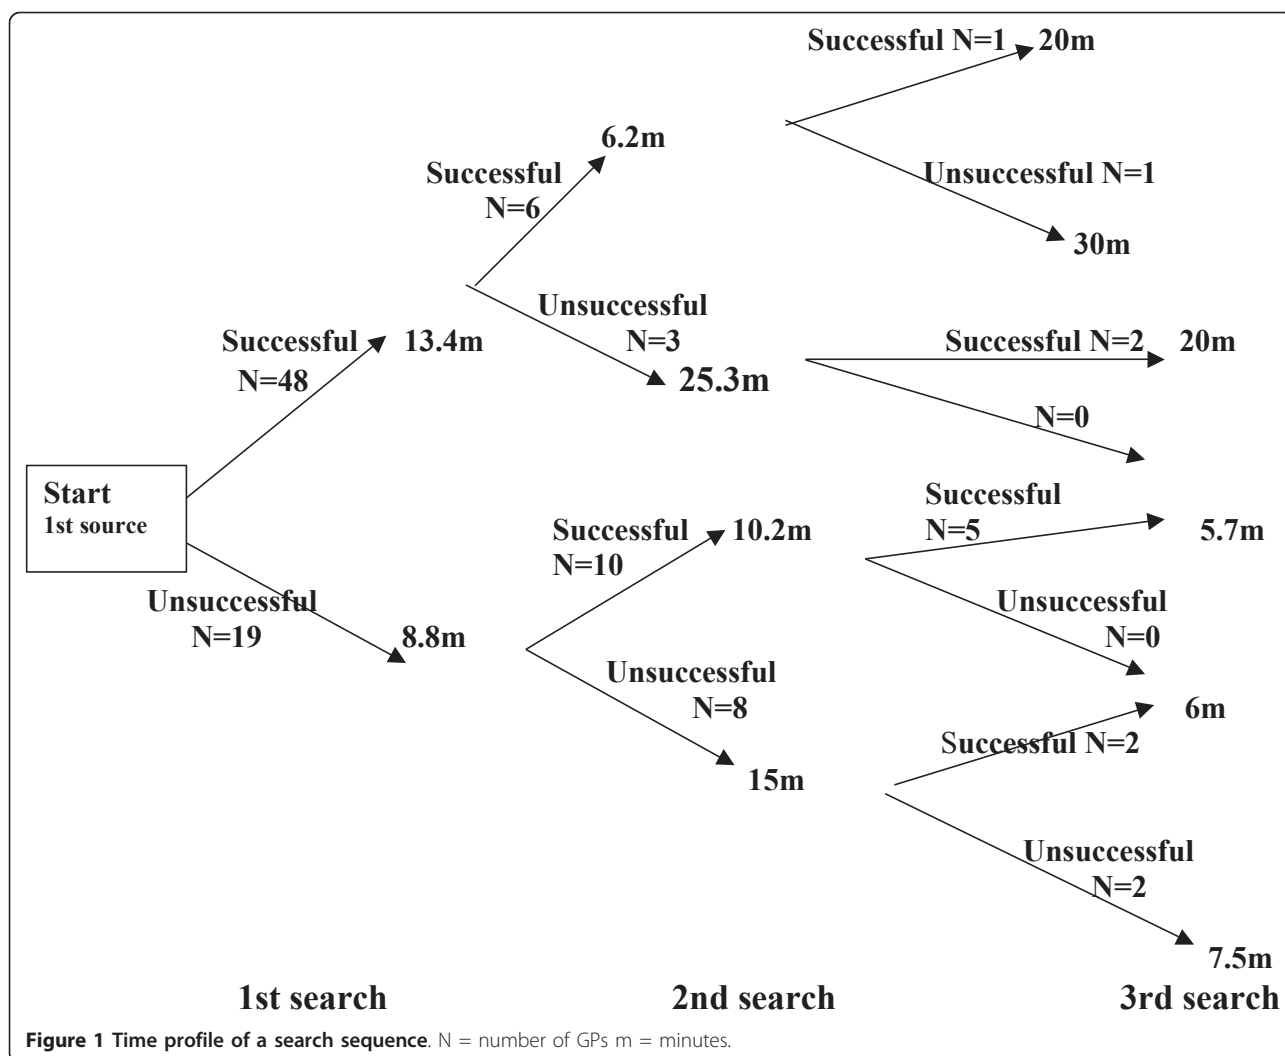 Successful N=1 20m
6.2m
Successful
N=6
Unsuccessful N=1
30m
Unsuccessful
N=3
25.3m
Successful
N=48
13.4m
Successful N=2 20m
N=0
Start
1st source
Successful
N=10
10.2m
Successful
N=5
5.7m
Unsuccessful
N=19
8.8m
Unsuccessful
N=0
Unsuccessful
N=8
15m
Successful N=2
6m
Unsuccessful
N=2
7.5m
1st search 2nd search 3rd search
Figure 1 Time profile of a search sequence. N = number of GPs m = minutes.